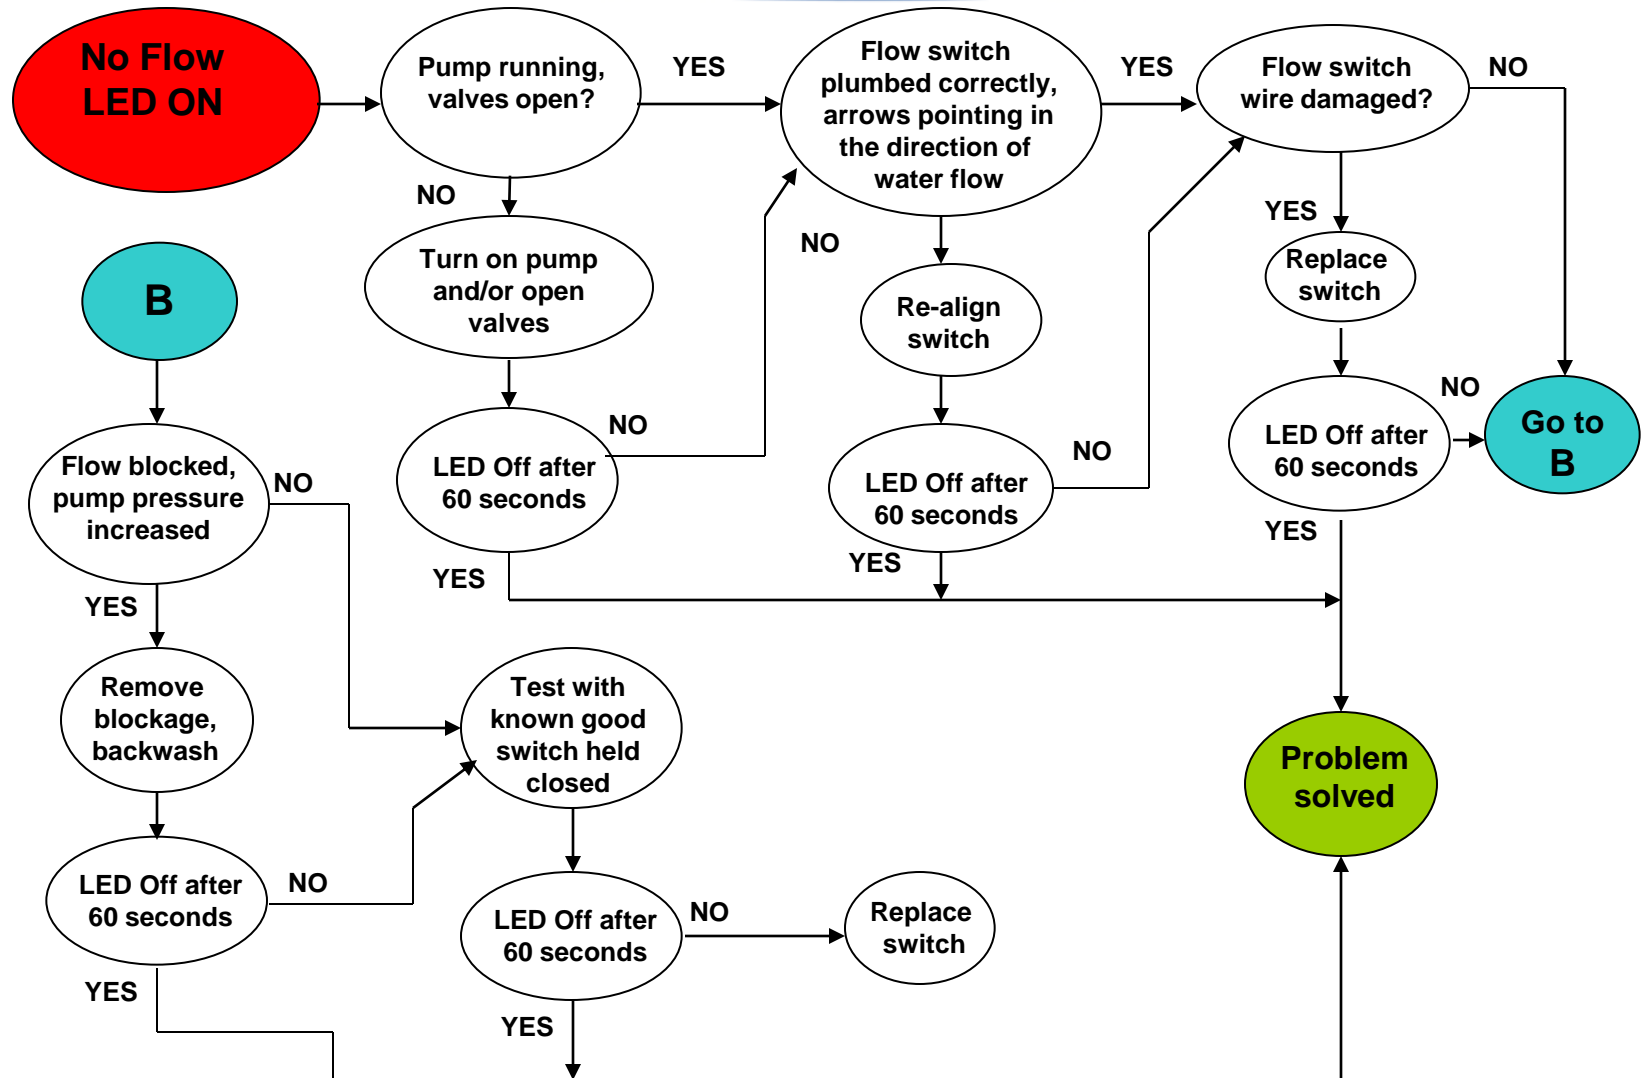 No Flow
LED ON
Pump running,
valves open?
YES
Flow switch
plumbed correctly,
arrows pointing in
the direction of
water flow
YES
Flow switch
wire damaged?
NO
NO
Turn on pump
and/or open
valves
NO
Re-align
switch
YES
Replace
switch
B
LED Off after
60 seconds
NO
YES
LED Off after
60 seconds
NO
YES
LED Off after
60 seconds
NO
YES
Go to
B
Flow blocked,
pump pressure
increased
NO
YES
Remove
blockage,
backwash
Test with
known good
switch held
closed
Problem
solved
LED Off after
60 seconds
NO
YES
LED Off after
60 seconds
NO
YES
Replace
switch